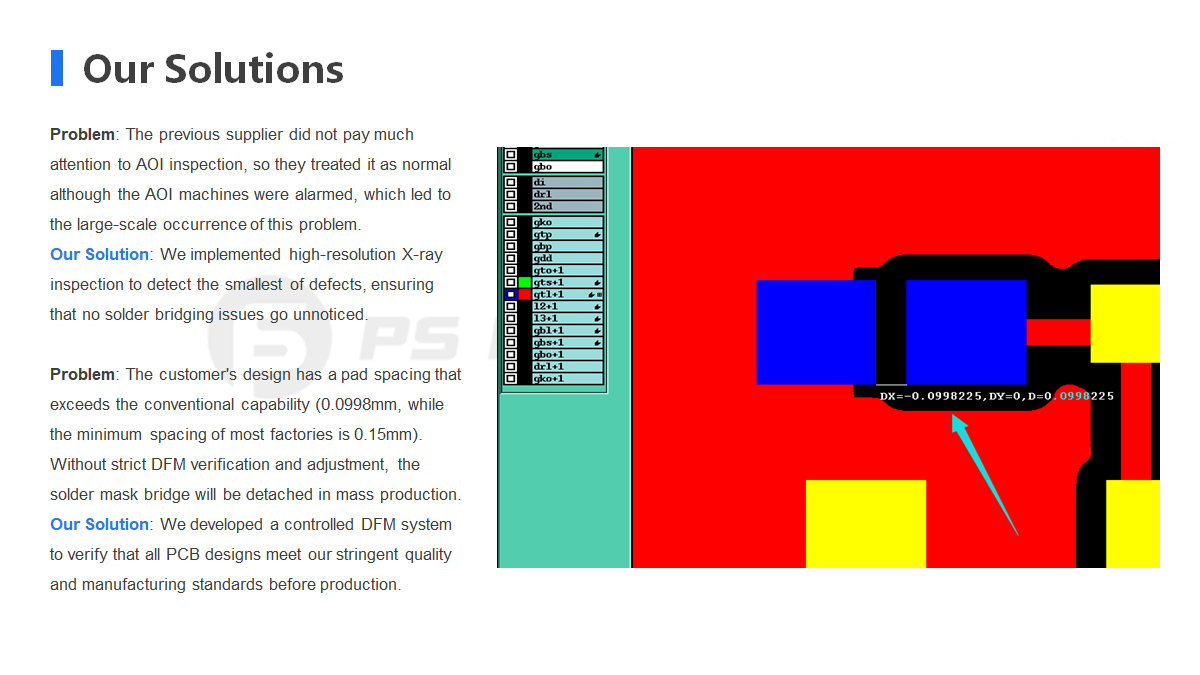 Our Solutions
Problem: The previous supplier did not pay much
attention to AOI inspection, so they treated it as normal
although the AOI machines were alarmed, which led to
the large-scale occurrence of this problem.
Our Solution: We implemented high-resolution X-ray
inspection to detect the smallest of defects, ensuring
that no solder bridging issues go unnoticed.
Problem: The customer's design has a pad spacing that
exceeds the conventional capability (0.0998mm, while
the minimum spacing of most factories is 0.15mm).
Without strict DFM verification and adjustment, the
solder mask bridge will be detached in mass production.
Our Solution: We developed a controlled DFM system
to verify that all PCB designs meet our stringent quality
and manufacturing standards before production.
PS
gbs
gbo
di
drl
2nd
gko
gtp
gbp
gdd
gto+1
gts+1
gtl+1
l2+1
l3+1
gbl+1
gbs+1
gbo+1
drl+1
gko+1
DX=-0.0998225,DY=0,D=0.0998225